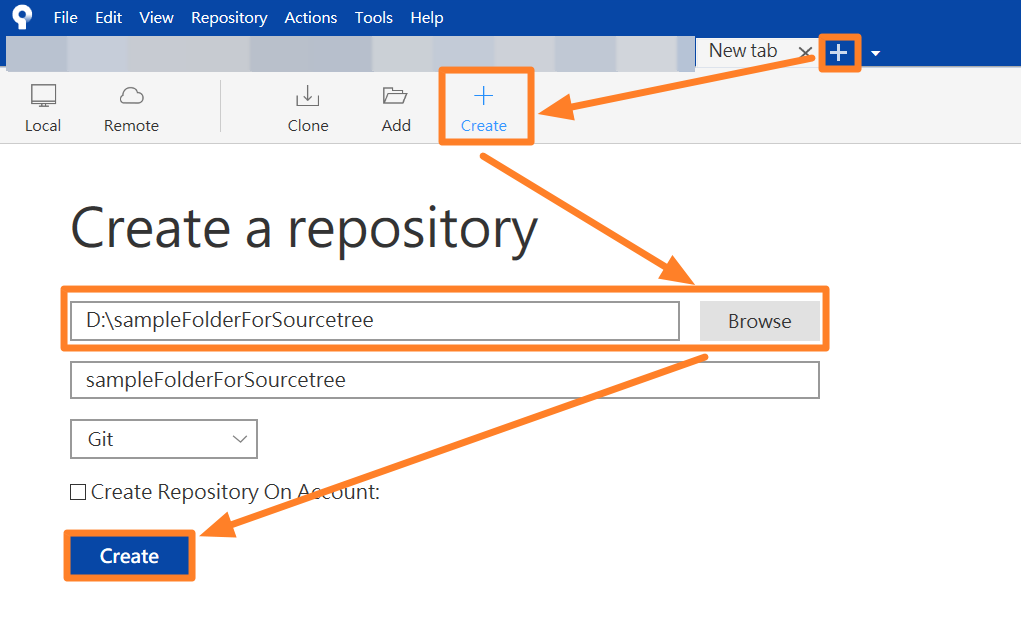 File Edit View Repository Actions Tools Help
New tab
Local Remote Clone Add Create
Create a repository
D:\sampleFolderForSourcetree Browse
sampleFolderForSourcetree
Git
Create Repository On Account:
Create